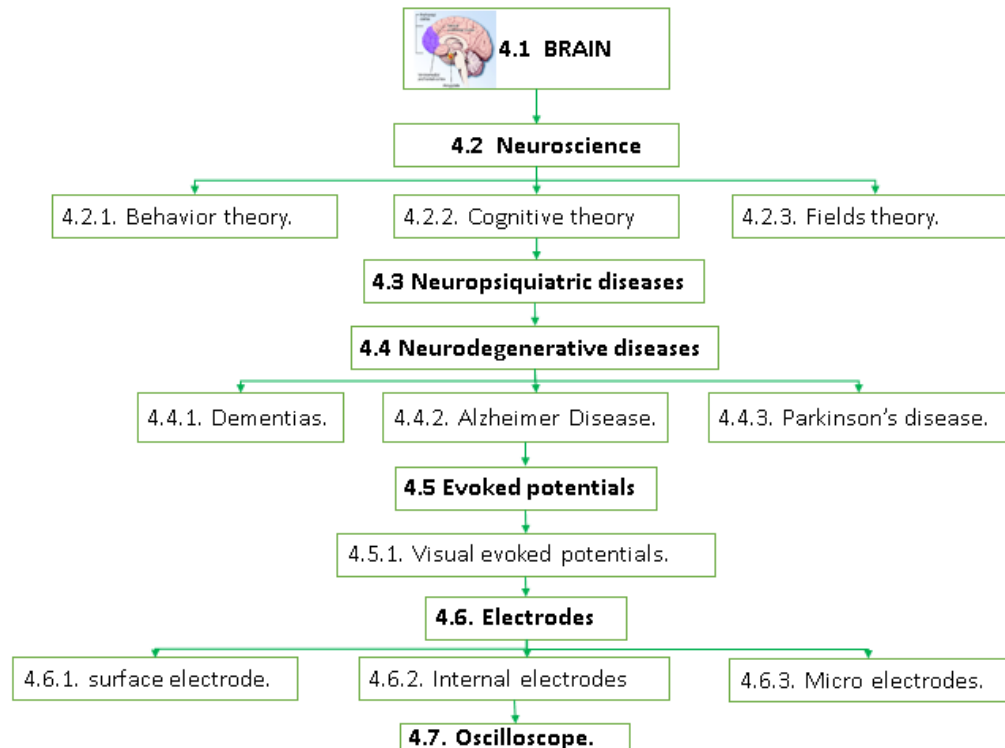 4.1 BRAIN
4.2 Neuroscience
4.2.1. Behavior theory.
4.2.2. Cognitive theory
4.2.3. Fields theory.
4.3 Neuropsiquiatric diseases
4.4 Neurodegenerative diseases
4.4.1. Dementias.
4.4.2. Alzheimer Disease.
4.4.3. Parkinson’s disease.
4.5 Evoked potentials
4.5.1. Visual evoked potentials.
4.6. Electrodes
4.6.1. surface electrode.
4.6.2. Internal electrodes
4.6.3. Micro electrodes.
4.7. Oscilloscope.